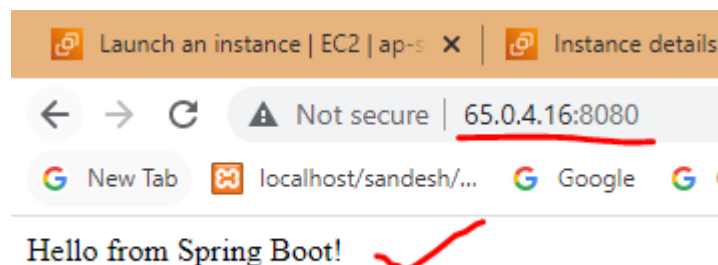 Launch an instance | EC2 | ap-s
Instance details
Not secure
65.0.4.16:8080
New Tab
localhost/sandesh/...
Google
Hello from Spring Boot!